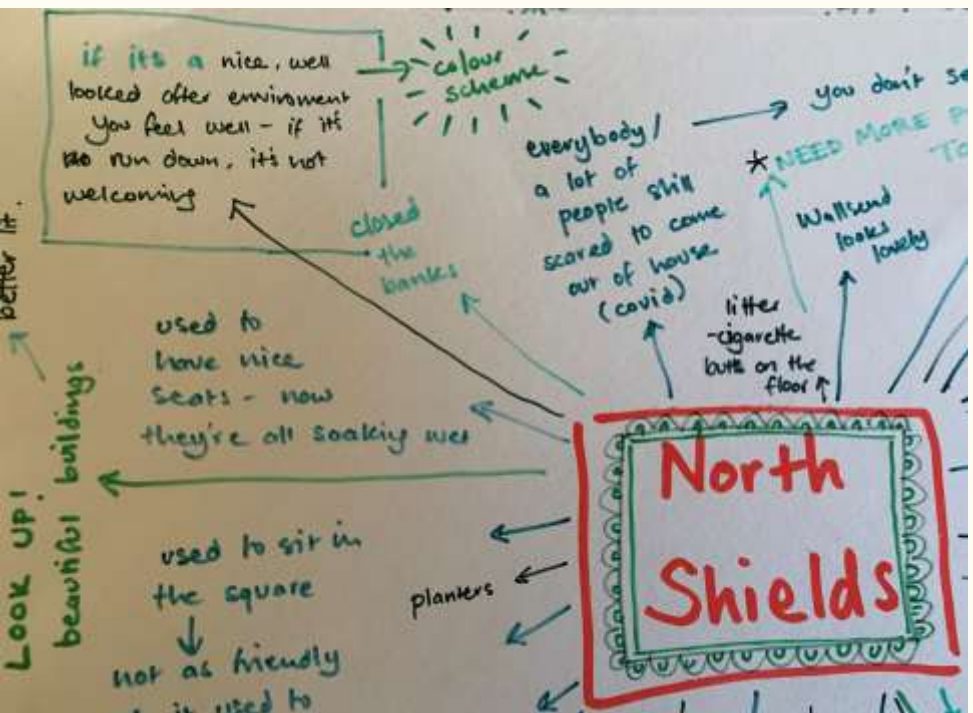 if its a nice, well
looked after enviroment
You feel well - if it's
run down, it's not
welcoming
colour
scheme
closed
the
banks
everybody /
a lot of
people still
scared to come
out of house
(covid)
you don't se
* NEED MORE P
TO
Wallsend
looks
lovely
litter
-cigarette
butts on the
floor
better lit.
used to
have nice
seats - now
they're all soaking wet
LOOK UP!
beautiful buildings
used to sit in
the square
not as friendly
it used to
planters
North
Shields